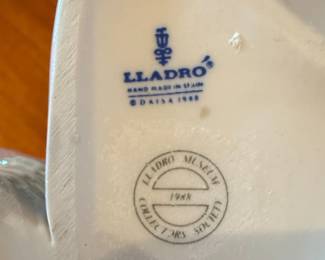 LLADRÓ
HAND MADE IN SPAIN
© DAISA 1988
LLADRO MUSEUM
1988
COLLECTORS SOCIETY